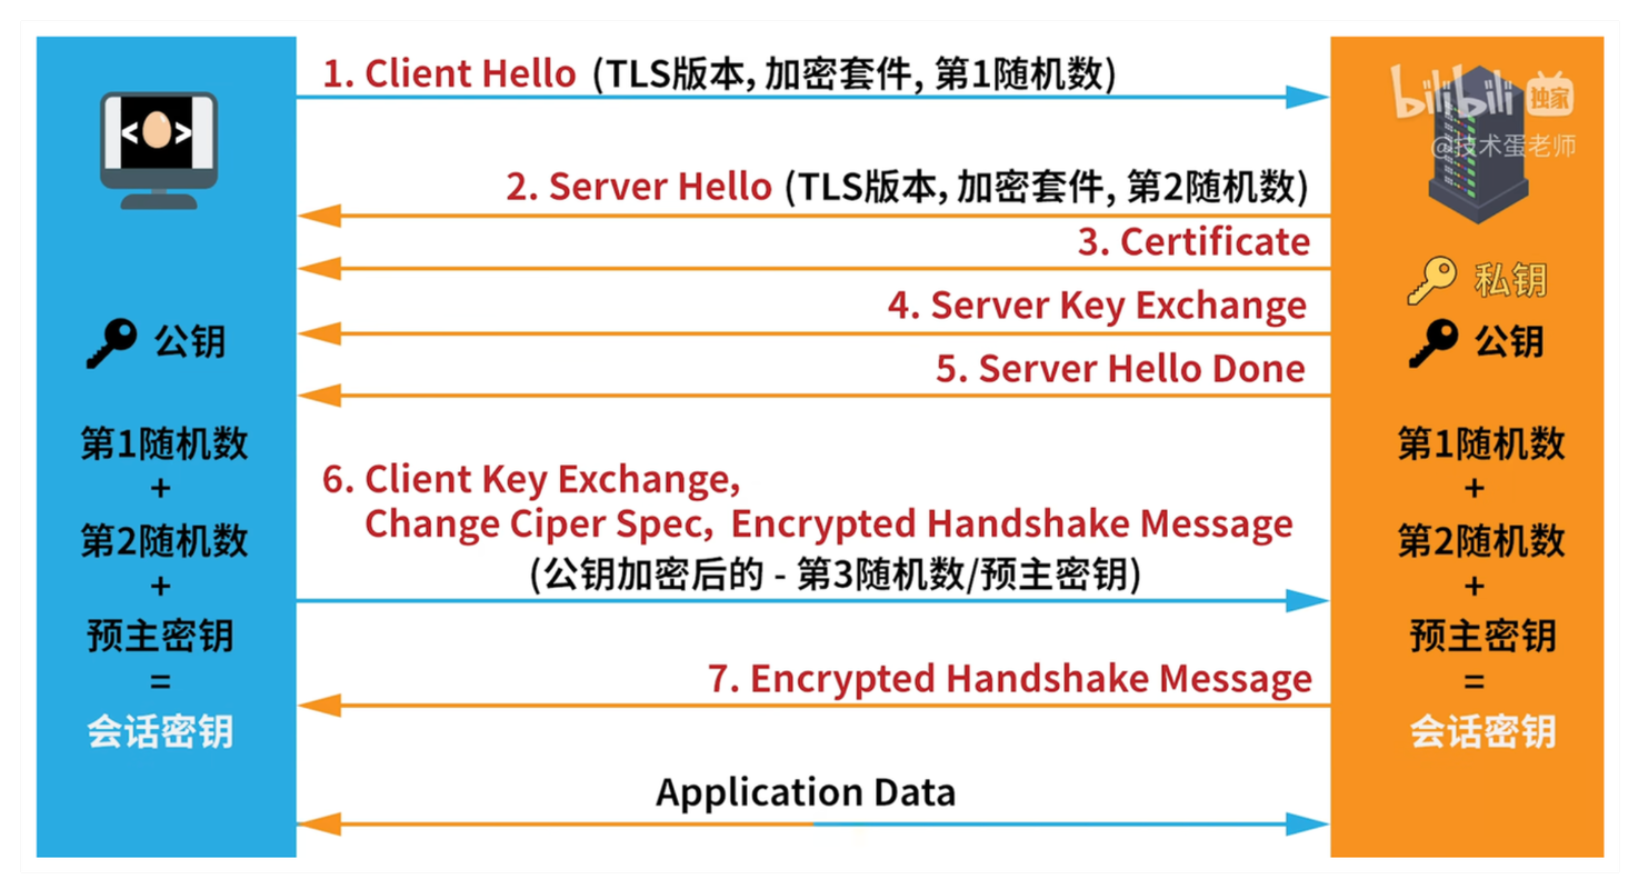 1. Client Hello (TLS版本, 加密套件, 第1随机数)
bilibili 独家
@技术蛋老师
2. Server Hello (TLS版本, 加密套件, 第2随机数)
3. Certificate
私钥
4. Server Key Exchange
公钥
公钥
5. Server Hello Done
第1随机数
+
第2随机数
+
预主密钥
=
会话密钥
6. Client Key Exchange,
Change Ciper Spec, Encrypted Handshake Message
(公钥加密后的 - 第3随机数/预主密钥)
7. Encrypted Handshake Message
Application Data
第1随机数
+
第2随机数
+
预主密钥
=
会话密钥